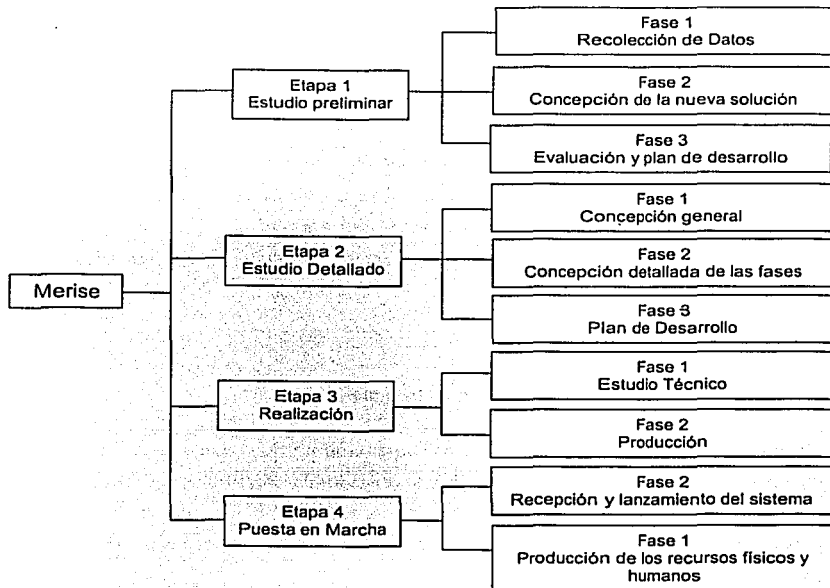 Merise
Etapa 1
Estudio preliminar
Fase 1
Recolección de Datos
Fase 2
Concepción de la nueva solución
Fase 3
Evaluación y plan de desarrollo
Etapa 2
Estudio Detallado
Fase 1
Concepción general
Fase 2
Concepción detallada de las fases
Fase 3
Plan de Desarrollo
Etapa 3
Realización
Fase 1
Estudio Técnico
Fase 2
Producción
Etapa 4
Puesta en Marcha
Fase 2
Recepción y lanzamiento del sistema
Fase 1
Producción de los recursos físicos y
humanos